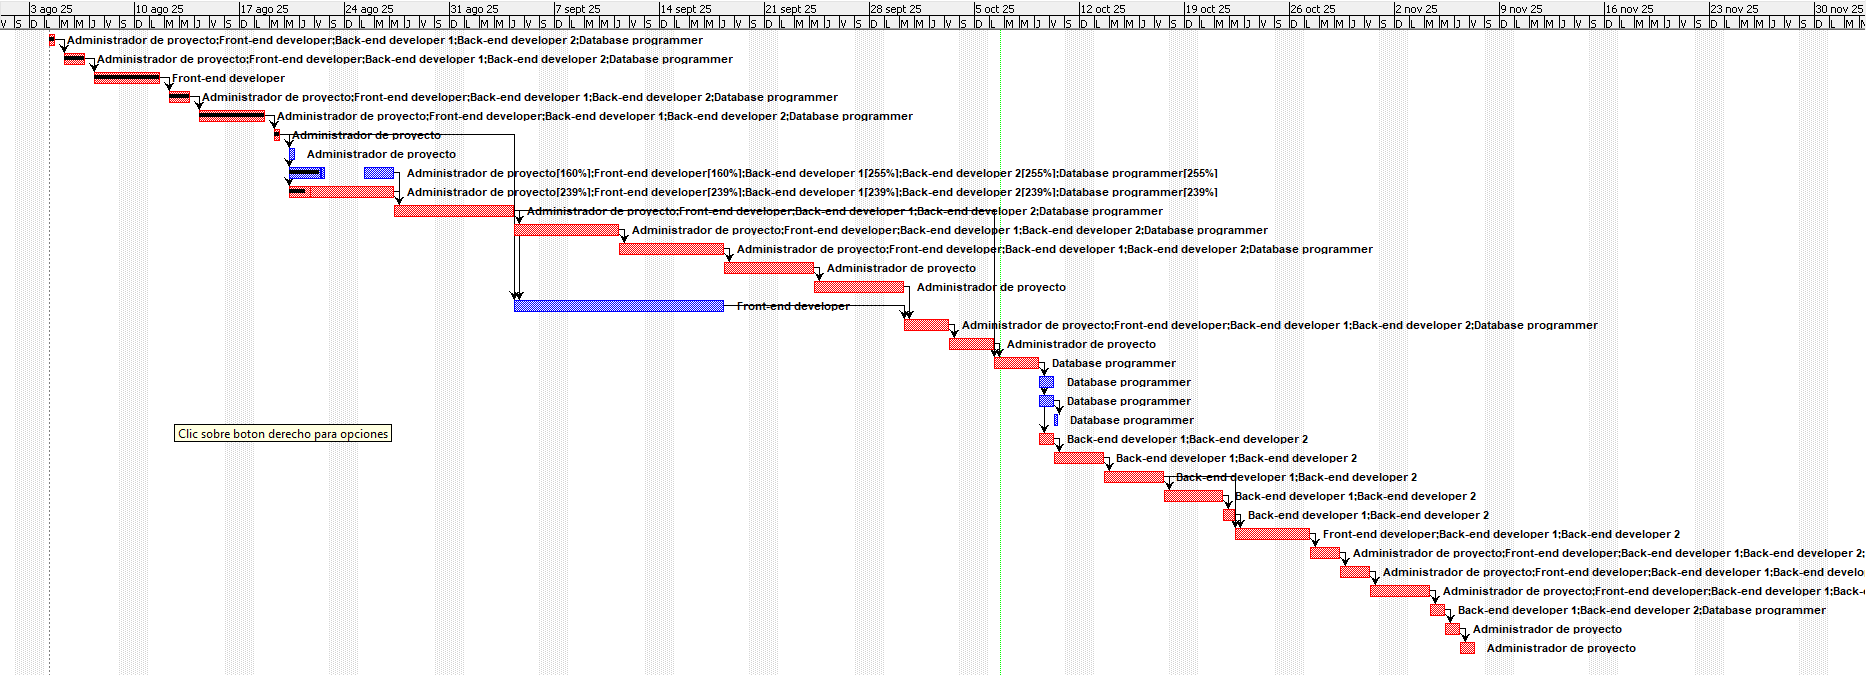 3 ago 25 10 ago 25 17 ago 25 24 ago 25 31 ago 25 7 sept 25 14 sept 25 21 sept 25 28 sept 25 5 oct 25 12 oct 25 19 oct 25 26 oct 25 2 nov 25 9 nov 25 16 nov 25 23 nov 25 30 nov 25
V S D L M M J V S D L M M J V S D L M M J V S D L M M J V S D L M M J V S D L M M J V S D L M M J V S D L M M J V S D L M M J V S D L M M J V S D L M M J V S D L M M J V S D L M M J V S D L M M J V S D L M M J V S D L M M J V S D L M M J V S D L M M
Administrador de proyecto;Front-end developer;Back-end developer 1;Back-end developer 2;Database programmer
Administrador de proyecto;Front-end developer;Back-end developer 1;Back-end developer 2;Database programmer
Front-end developer
Administrador de proyecto;Front-end developer;Back-end developer 1;Back-end developer 2;Database programmer
Administrador de proyecto;Front-end developer;Back-end developer 1;Back-end developer 2;Database programmer
Administrador de proyecto
Administrador de proyecto
Administrador de proyecto[160%];Front-end developer[160%];Back-end developer 1[255%];Back-end developer 2[255%];Database programmer[255%]
Administrador de proyecto[239%];Front-end developer[239%];Back-end developer 1[239%];Back-end developer 2[239%];Database programmer[239%]
Administrador de proyecto;Front-end developer;Back-end developer 1;Back-end developer 2;Database programmer
Administrador de proyecto;Front-end developer;Back-end developer 1;Back-end developer 2;Database programmer
Administrador de proyecto;Front-end developer;Back-end developer 1;Back-end developer 2;Database programmer
Administrador de proyecto
Administrador de proyecto
Front-end developer
Administrador de proyecto;Front-end developer;Back-end developer 1;Back-end developer 2;Database programmer
Administrador de proyecto
Database programmer
Database programmer
Database programmer
Database programmer
Clic sobre boton derecho para opciones
Back-end developer 1;Back-end developer 2
Back-end developer 1;Back-end developer 2
Back-end developer 1;Back-end developer 2
Back-end developer 1;Back-end developer 2
Back-end developer 1;Back-end developer 2
Front-end developer;Back-end developer 1;Back-end developer 2
Administrador de proyecto;Front-end developer;Back-end developer 1;Back-end developer 2;
Administrador de proyecto;Front-end developer;Back-end developer 1;Back-end develo
Administrador de proyecto;Front-end developer;Back-end developer 1;Back-
Back-end developer 1;Back-end developer 2;Database programmer
Administrador de proyecto
Administrador de proyecto